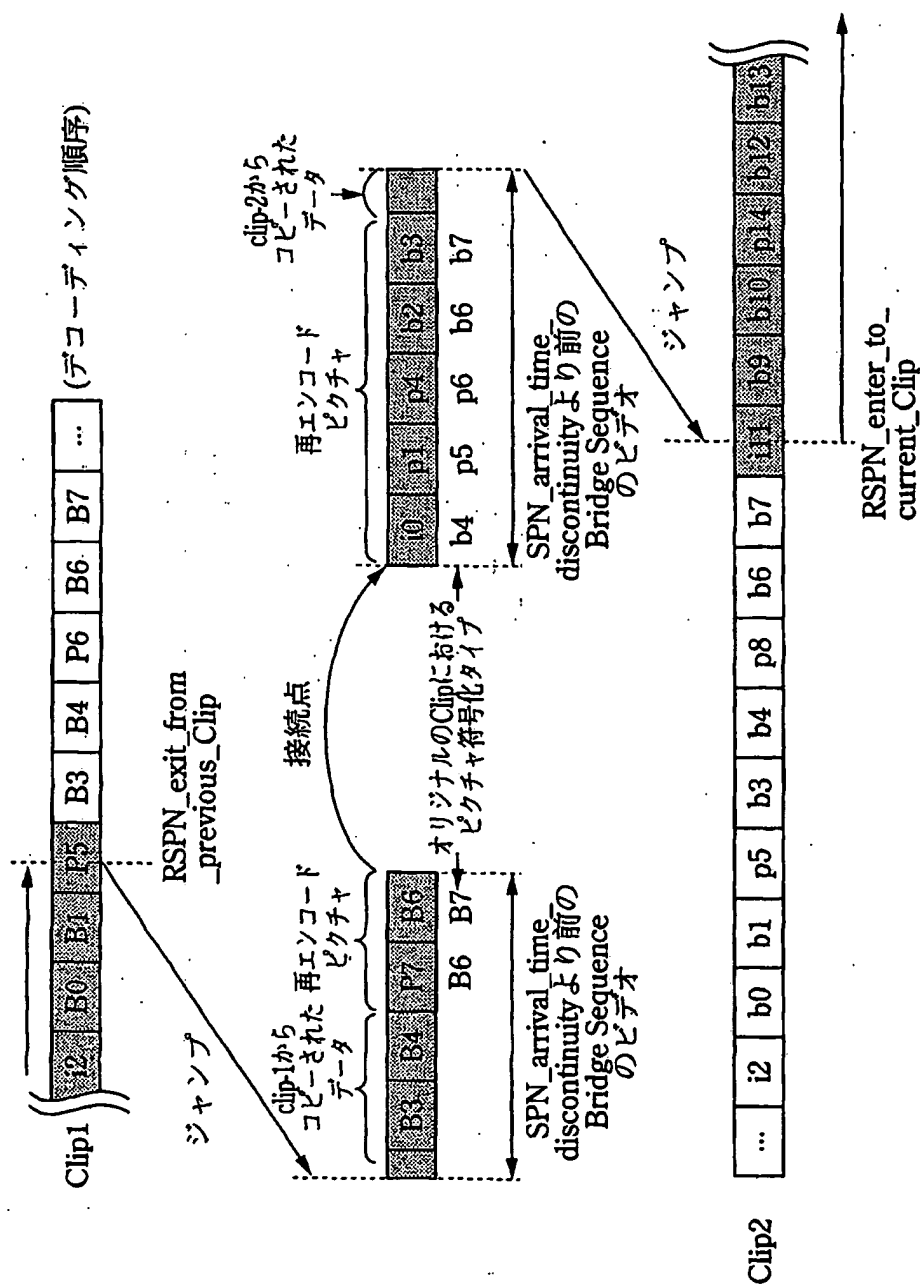 Clip1
i2 B0 B1 P5 B3 B4 P6 B6 B7 ...
(デコーディング順序)
RSPN_exit_from
_previous_Clip
ジャンプ
clip-1から
コピーされた
データ
再エンコード
ピクチャ
接続点
再エンコード
ピクチャ
clip-2から
コピーされた
データ
B3 B4 P7 B6
B6 B7
オリジナルのClipにおける
ピクチャ符号化タイプ
i0 p1 p4 b2 b3
b4 p5 p6 b6 b7
SPN_arrival_time_
discontinuityより前の
Bridge Sequence
のビデオ
SPN_arrival_time_
discontinuityより前の
Bridge Sequence
のビデオ
ジャンプ
Clip2
... i2 b0 b1 p5 b3 b4 p8 b6 b7 i11 b9 b10 p14 b12 b13
RSPN_enter_to_
current_Clip